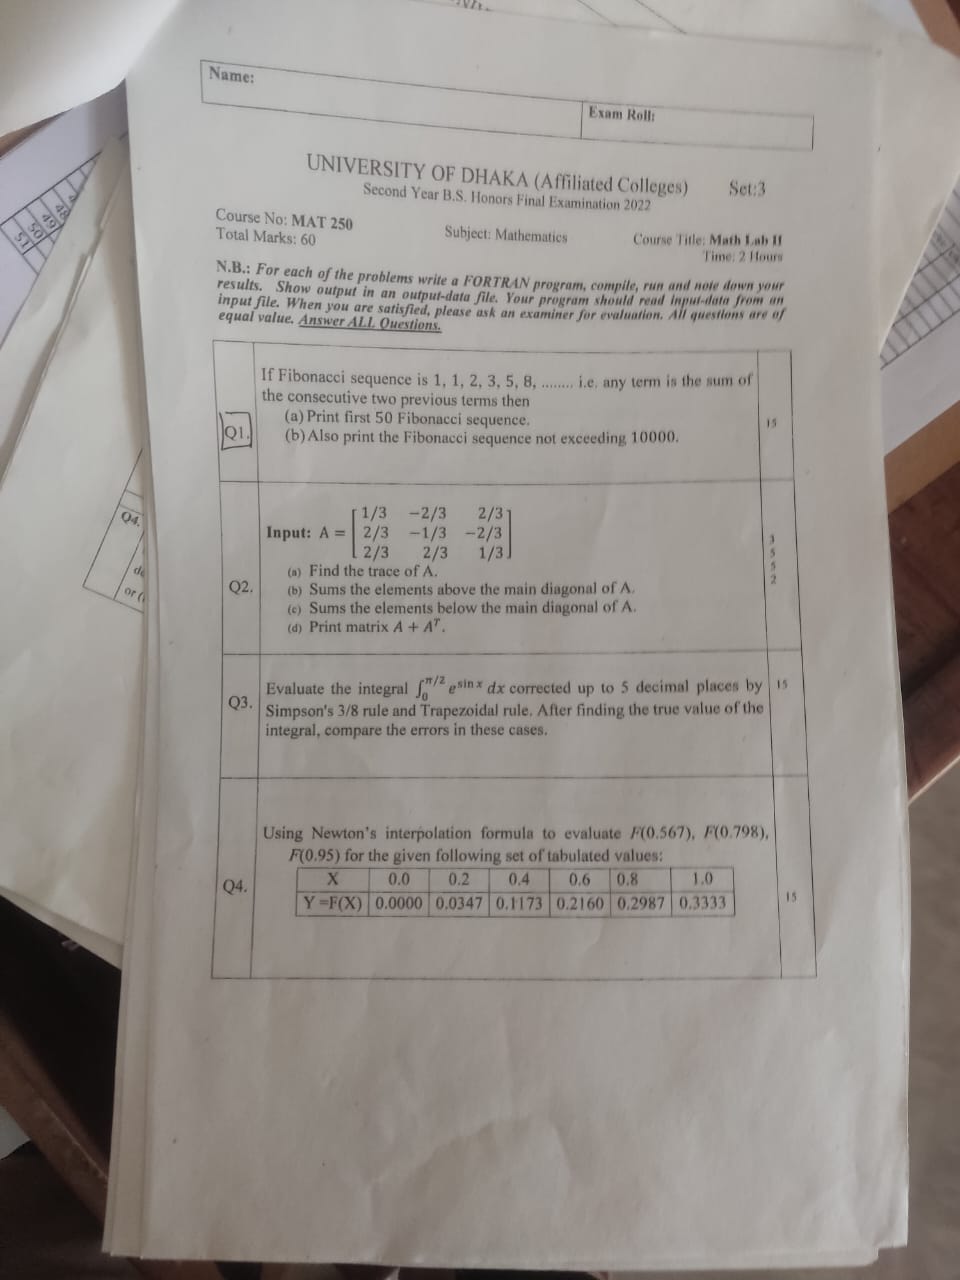 Name:
Exam Roll:
UNIVERSITY OF DHAKA (Affiliated Colleges) Set:3
Second Year B.S. Honors Final Examination 2022
Course No: MAT 250 Subject: Mathematics Course Title: Math Lab II
Total Marks: 60 Time: 2 Hours
N.B.: For each of the problems write a FORTRAN program, compile, run and note down your
results. Show output in an output-data file. Your program should read input-data from an
input file. When you are satisfied, please ask an examiner for evaluation. All questions are of
equal value. Answer ALL Questions.
Q1.
If Fibonacci sequence is 1, 1, 2, 3, 5, 8, ........ i.e. any term is the sum of
the consecutive two previous terms then
(a) Print first 50 Fibonacci sequence.
(b) Also print the Fibonacci sequence not exceeding 10000.
15
Q2.
1/3 −2/3 2/3
Input: A = 2/3 −1/3 −2/3
2/3 2/3 1/3
(a) Find the trace of A.
(b) Sums the elements above the main diagonal of A.
(c) Sums the elements below the main diagonal of A.
(d) Print matrix A + Aᵀ.
3
5
5
2
Q3.
Evaluate the integral ∫₀^π/2 e^sin x dx corrected up to 5 decimal places by
Simpson's 3/8 rule and Trapezoidal rule. After finding the true value of the
integral, compare the errors in these cases.
15
Q4.
Using Newton's interpolation formula to evaluate F(0.567), F(0.798),
F(0.95) for the given following set of tabulated values:
X 0.0 0.2 0.4 0.6 0.8 1.0
Y =F(X) 0.0000 0.0347 0.1173 0.2160 0.2987 0.3333
15
Q4.
de
or (i
48
49
50
51